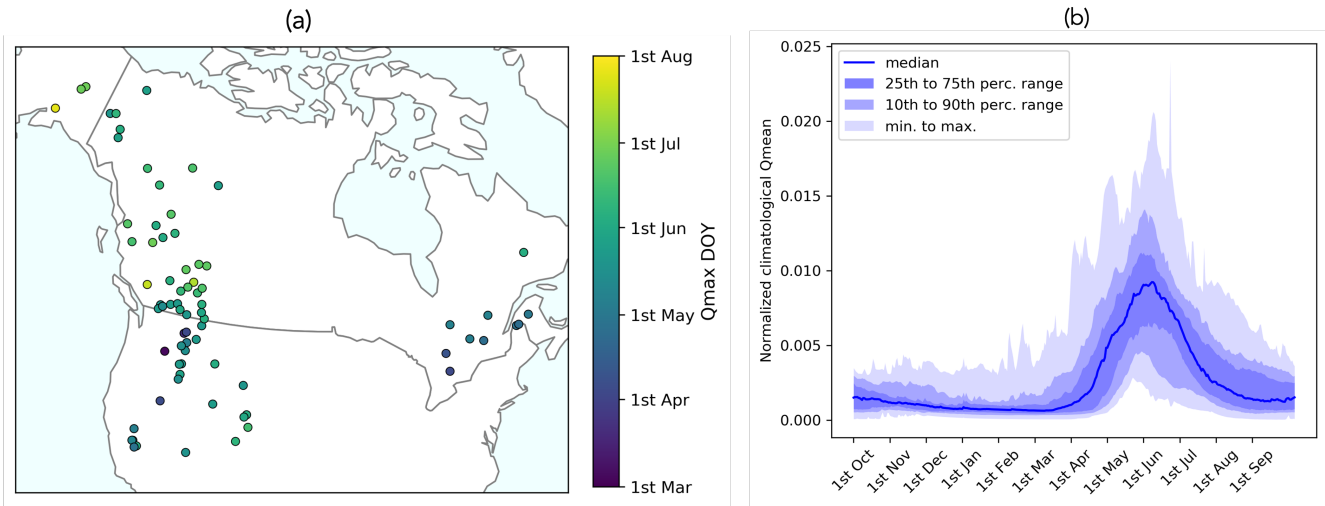 (a)
1st Aug
1st Jul
1st Jun
1st May
1st Apr
1st Mar
Qmax DOY
(b)
0.025
0.020
0.015
0.010
0.005
0.000
Normalized climatological Qmean
median
25th to 75th perc. range
10th to 90th perc. range
min. to max.
1st Oct
1st Nov
1st Dec
1st Jan
1st Feb
1st Mar
1st Apr
1st May
1st Jun
1st Jul
1st Aug
1st Sep